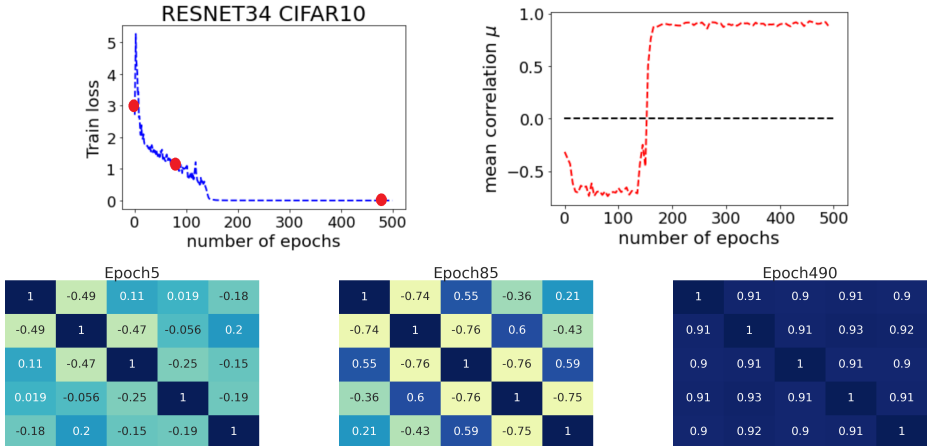 RESNET34 CIFAR10
5
4
3
2
1
0
Train loss
0 100 200 300 400 500
number of epochs
1.0
0.5
0.0
−0.5
mean correlation μ
0 100 200 300 400 500
number of epochs
Epoch5
1 -0.49 0.11 0.019 -0.18
-0.49 1 -0.47 -0.056 0.2
0.11 -0.47 1 -0.25 -0.15
0.019 -0.056 -0.25 1 -0.19
-0.18 0.2 -0.15 -0.19 1
Epoch85
1 -0.74 0.55 -0.36 0.21
-0.74 1 -0.76 0.6 -0.43
0.55 -0.76 1 -0.76 0.59
-0.36 0.6 -0.76 1 -0.75
0.21 -0.43 0.59 -0.75 1
Epoch490
1 0.91 0.9 0.91 0.9
0.91 1 0.91 0.93 0.92
0.9 0.91 1 0.91 0.9
0.91 0.93 0.91 1 0.91
0.9 0.92 0.9 0.91 1